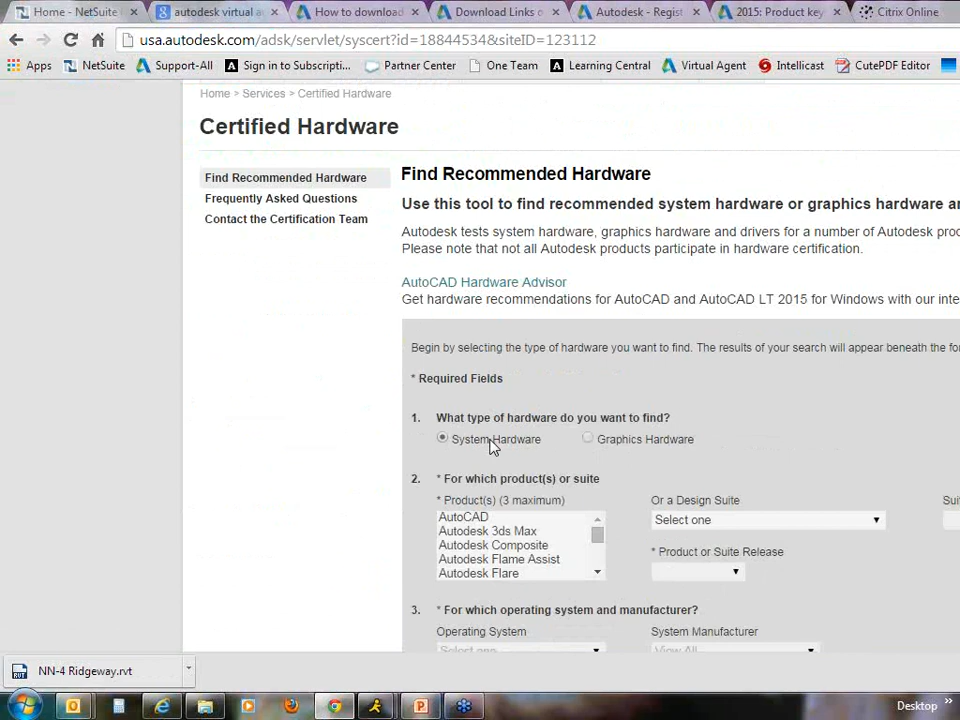 Home - NetSuite
autodesk virtual a
How to download
Download Links o
Autodesk - Regist
2015: Product key
Citrix Online
usa.autodesk.com/adsk/servlet/syscert?id=18844534&siteID=123112
Apps
NetSuite
Support-All
Sign in to Subscripti...
Partner Center
One Team
Learning Central
Virtual Agent
Intellicast
CutePDF Editor
Home > Services > Certified Hardware
Certified Hardware
Find Recommended Hardware
Frequently Asked Questions
Contact the Certification Team
Find Recommended Hardware
Use this tool to find recommended system hardware or graphics hardware an
Autodesk tests system hardware, graphics hardware and drivers for a number of Autodesk proc
Please note that not all Autodesk products participate in hardware certification.
AutoCAD Hardware Advisor
Get hardware recommendations for AutoCAD and AutoCAD LT 2015 for Windows with our inte
Begin by selecting the type of hardware you want to find. The results of your search will appear beneath the fo
* Required Fields
1. What type of hardware do you want to find?
System Hardware
Graphics Hardware
2. * For which product(s) or suite
* Product(s) (3 maximum)
Or a Design Suite
Sui
AutoCAD
Autodesk 3ds Max
Autodesk Composite
Autodesk Flame Assist
Autodesk Flare
Select one
* Product or Suite Release
3. * For which operating system and manufacturer?
Operating System
System Manufacturer
Select one
View All
NN-4 Ridgeway.rvt
Desktop